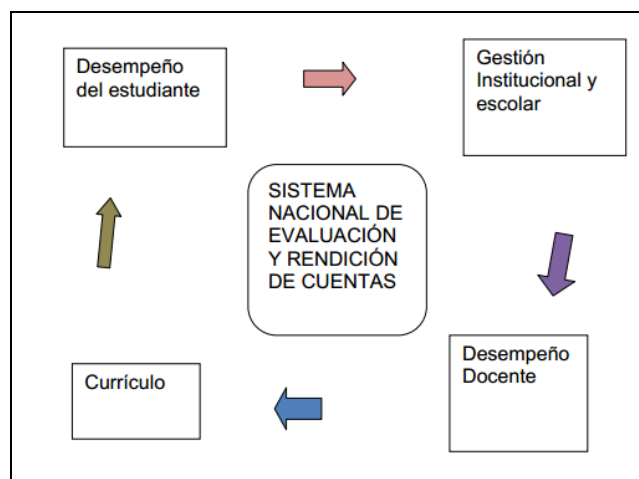 Desempeño
del estudiante
Gestión
Institucional y
escolar
SISTEMA
NACIONAL DE
EVALUACIÓN
Y RENDICIÓN
DE CUENTAS
Desempeño
Docente
Currículo